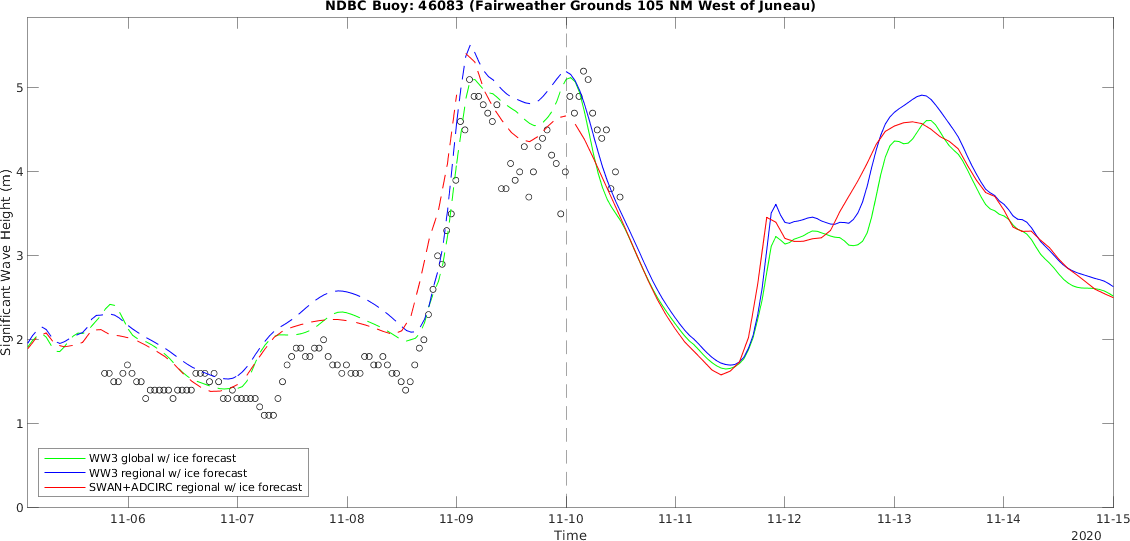 NDBC Buoy: 46083 (Fairweather Grounds 105 NM West of Juneau)
Significant Wave Height (m)
5
4
3
2
1
0
WW3 global w/ ice forecast
WW3 regional w/ ice forecast
SWAN+ADCIRC regional w/ ice forecast
11-06 11-07 11-08 11-09 11-10 11-11 11-12 11-13 11-14 11-15
Time
2020